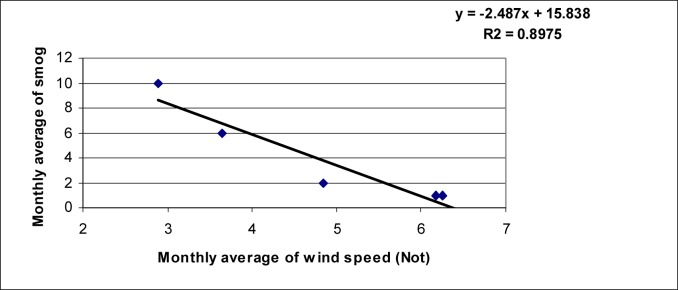 y = -2.487x + 15.838
R2 = 0.8975
Monthly average of smog
12
10
8
6
4
2
0
2 3 4 5 6 7
Monthly average of wind speed (Not)